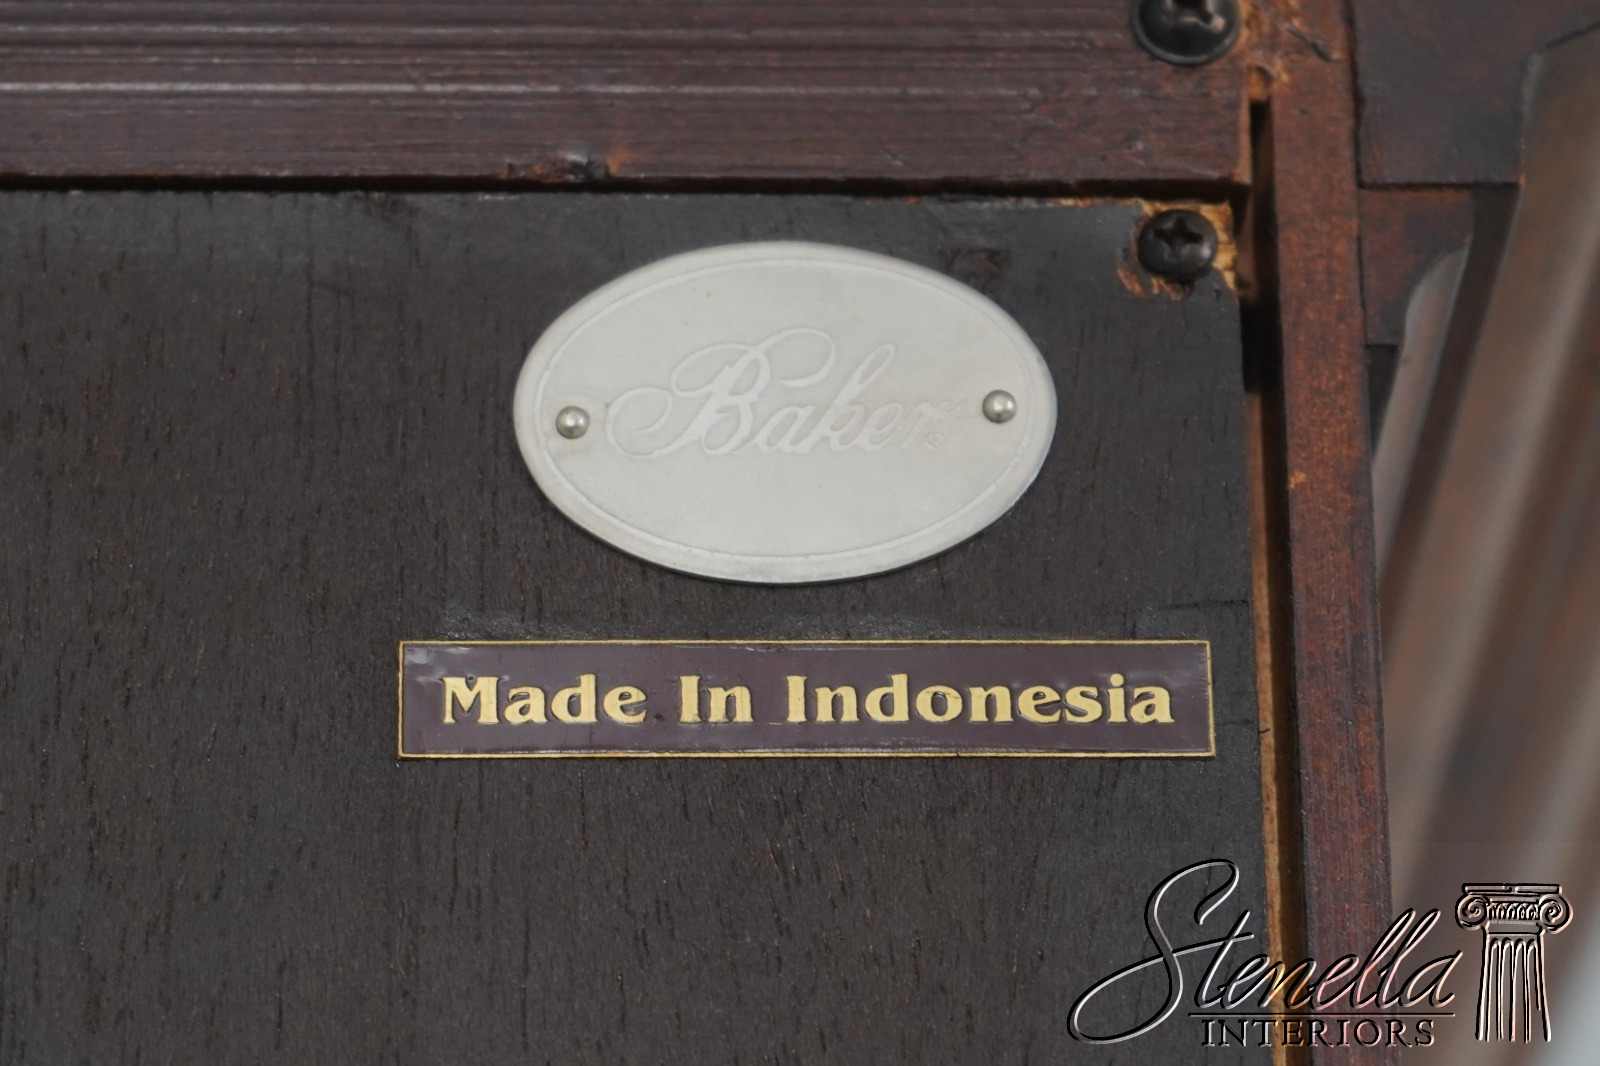 Baker®
Made In Indonesia
Stenella
INTERIORS